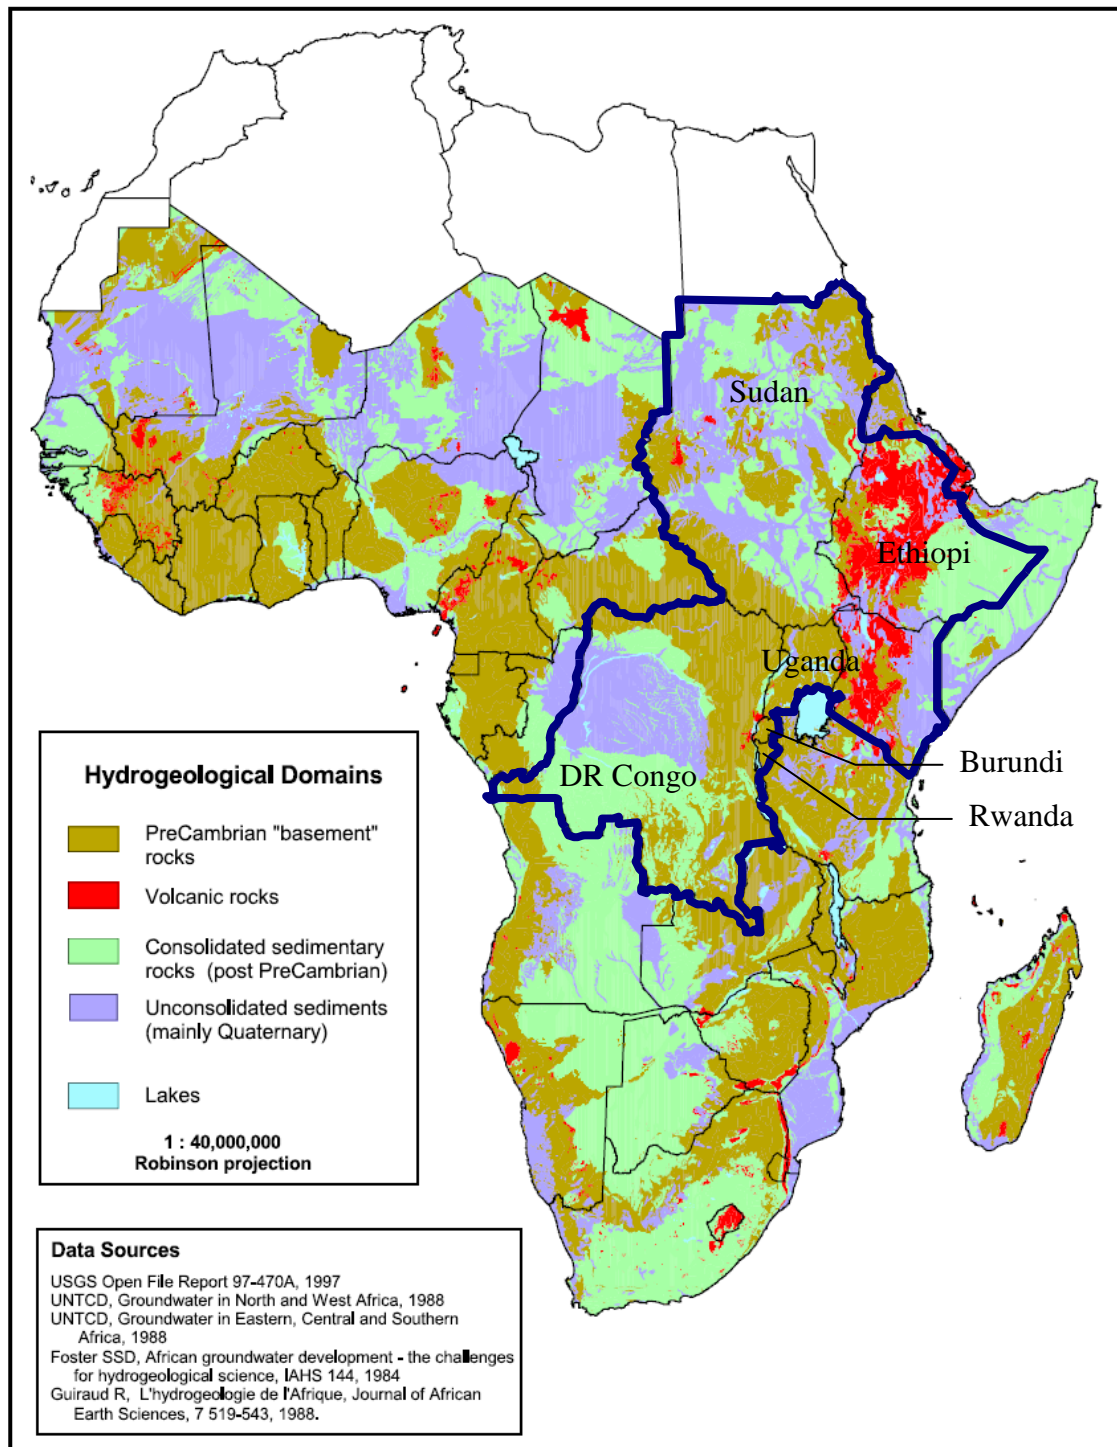 Sudan
Ethiopi
Uganda
DR Congo
Burundi
Rwanda
Hydrogeological Domains
PreCambrian "basement"
rocks
Volcanic rocks
Consolidated sedimentary
rocks (post PreCambrian)
Unconsolidated sediments
(mainly Quaternary)
Lakes
1 : 40,000,000
Robinson projection
Data Sources
USGS Open File Report 97-470A, 1997
UNTCD, Groundwater in North and West Africa, 1988
UNTCD, Groundwater in Eastern, Central and Southern
Africa, 1988
Foster SSD, African groundwater development - the challenges
for hydrogeological science, IAHS 144, 1984
Guiraud R, L'hydrogeologie de l'Afrique, Journal of African
Earth Sciences, 7 519-543, 1988.